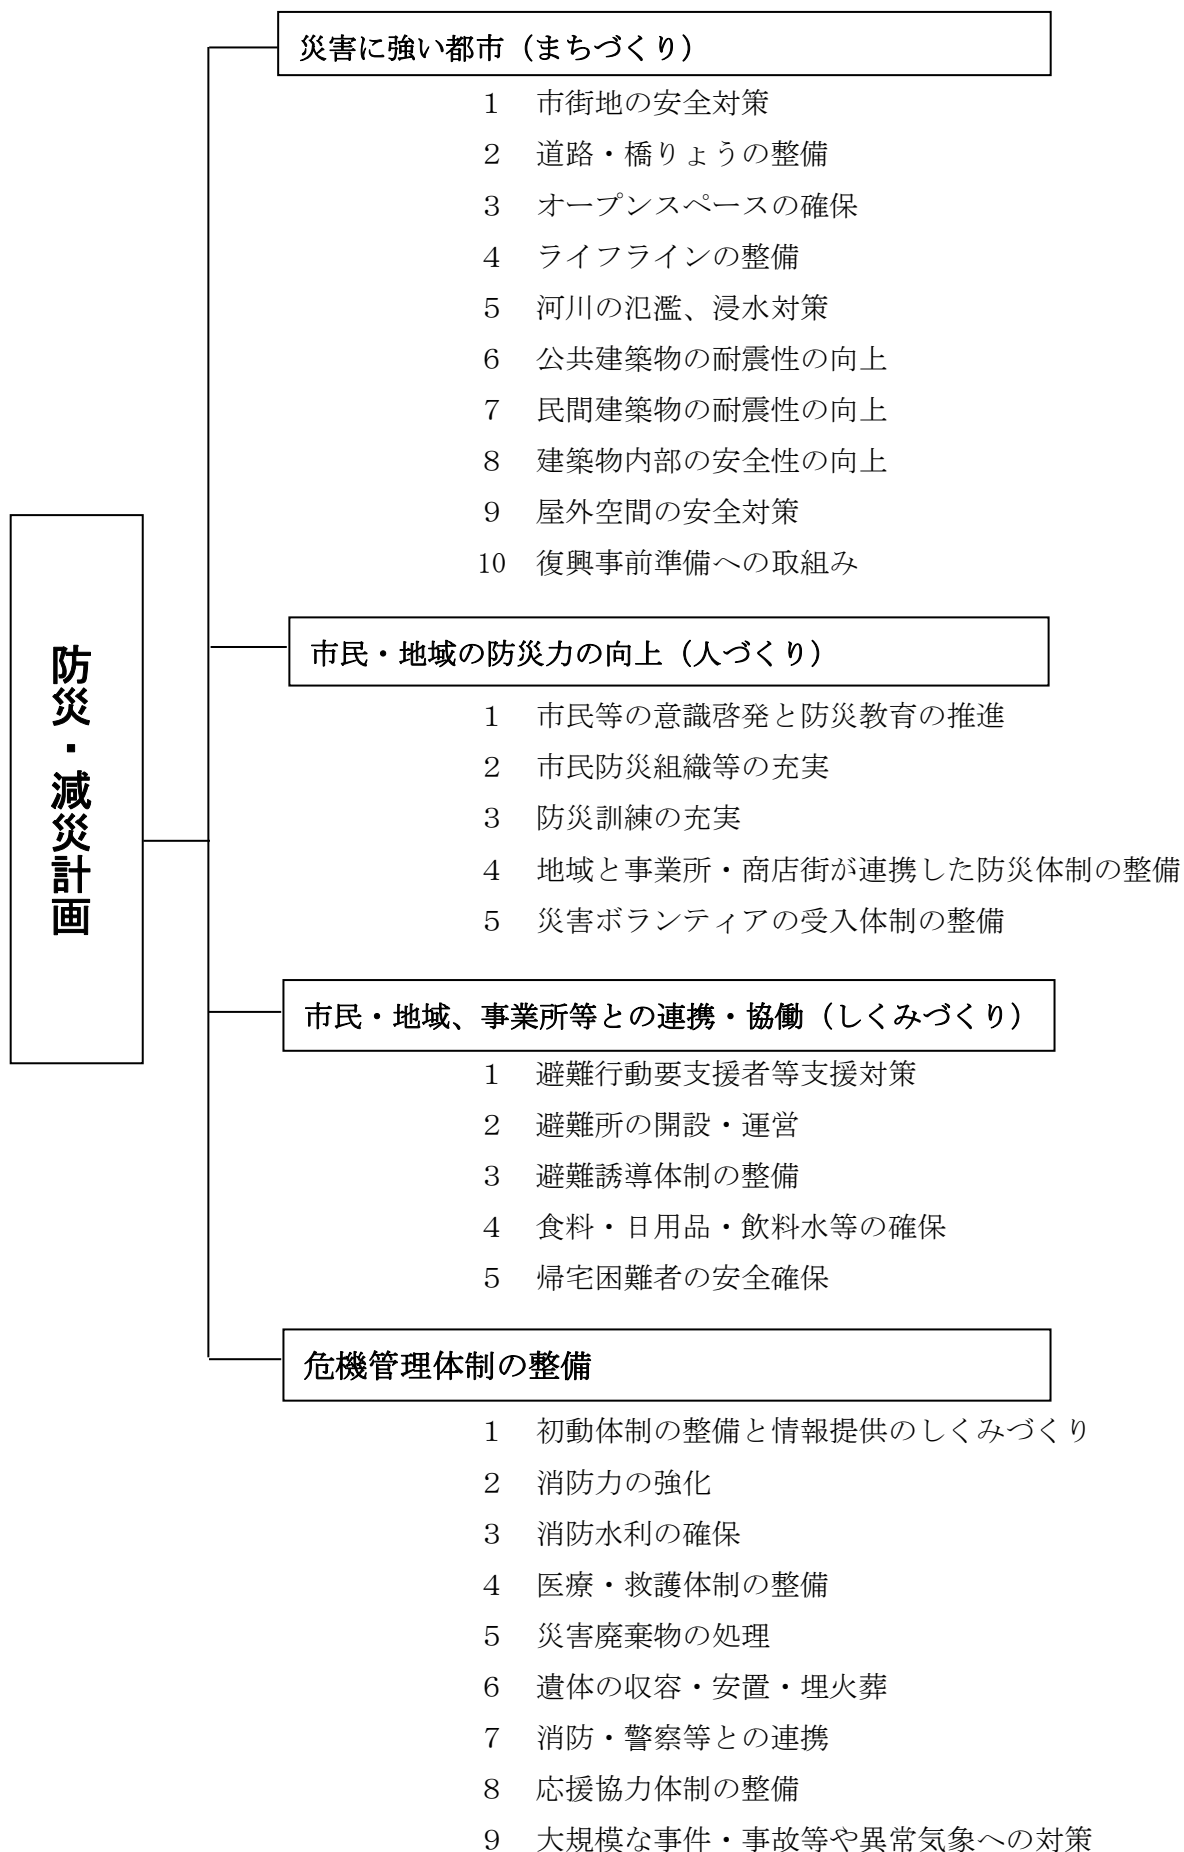 防災・減災計画
災害に強い都市（まちづくり）
1 市街地の安全対策
2 道路・橋りょうの整備
3 オープンスペースの確保
4 ライフラインの整備
5 河川の氾濫、浸水対策
6 公共建築物の耐震性の向上
7 民間建築物の耐震性の向上
8 建築物内部の安全性の向上
9 屋外空間の安全対策
10 復興事前準備への取組み
市民・地域の防災力の向上（人づくり）
1 市民等の意識啓発と防災教育の推進
2 市民防災組織等の充実
3 防災訓練の充実
4 地域と事業所・商店街が連携した防災体制の整備
5 災害ボランティアの受入体制の整備
市民・地域、事業所等との連携・協働（しくみづくり）
1 避難行動要支援者等支援対策
2 避難所の開設・運営
3 避難誘導体制の整備
4 食料・日用品・飲料水等の確保
5 帰宅困難者の安全確保
危機管理体制の整備
1 初動体制の整備と情報提供のしくみづくり
2 消防力の強化
3 消防水利の確保
4 医療・救護体制の整備
5 災害廃棄物の処理
6 遺体の収容・安置・埋火葬
7 消防・警察等との連携
8 応援協力体制の整備
9 大規模な事件・事故等や異常気象への対策